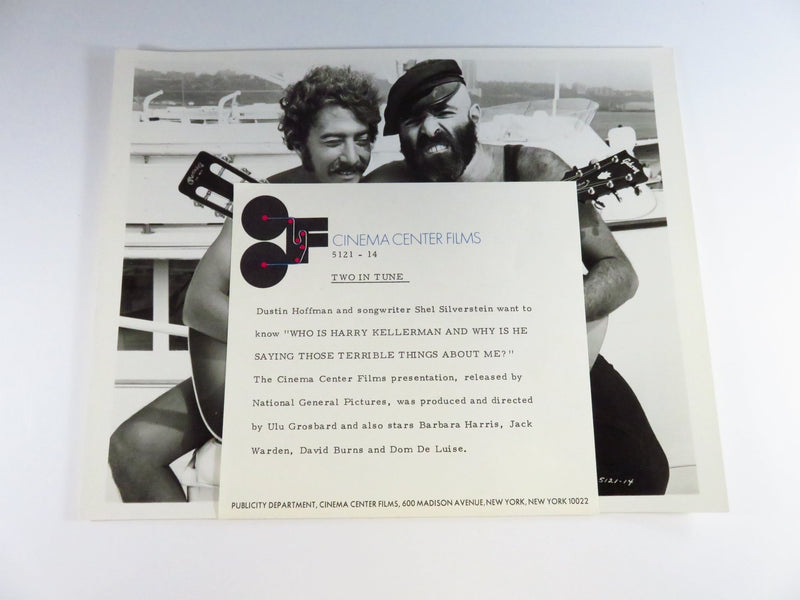 CINEMA CENTER FILMS
5121 - 14
TWO IN TUNE
Dustin Hoffman and songwriter Shel Silverstein want to
know "WHO IS HARRY KELLERMAN AND WHY IS HE
SAYING THOSE TERRIBLE THINGS ABOUT ME?"
The Cinema Center Films presentation, released by
National General Pictures, was produced and directed
by Ulu Grosbard and also stars Barbara Harris, Jack
Warden, David Burns and Dom De Luise.
PUBLICITY DEPARTMENT, CINEMA CENTER FILMS, 600 MADISON AVENUE, NEW YORK, NEW YORK 10022
5121-14
Gibson